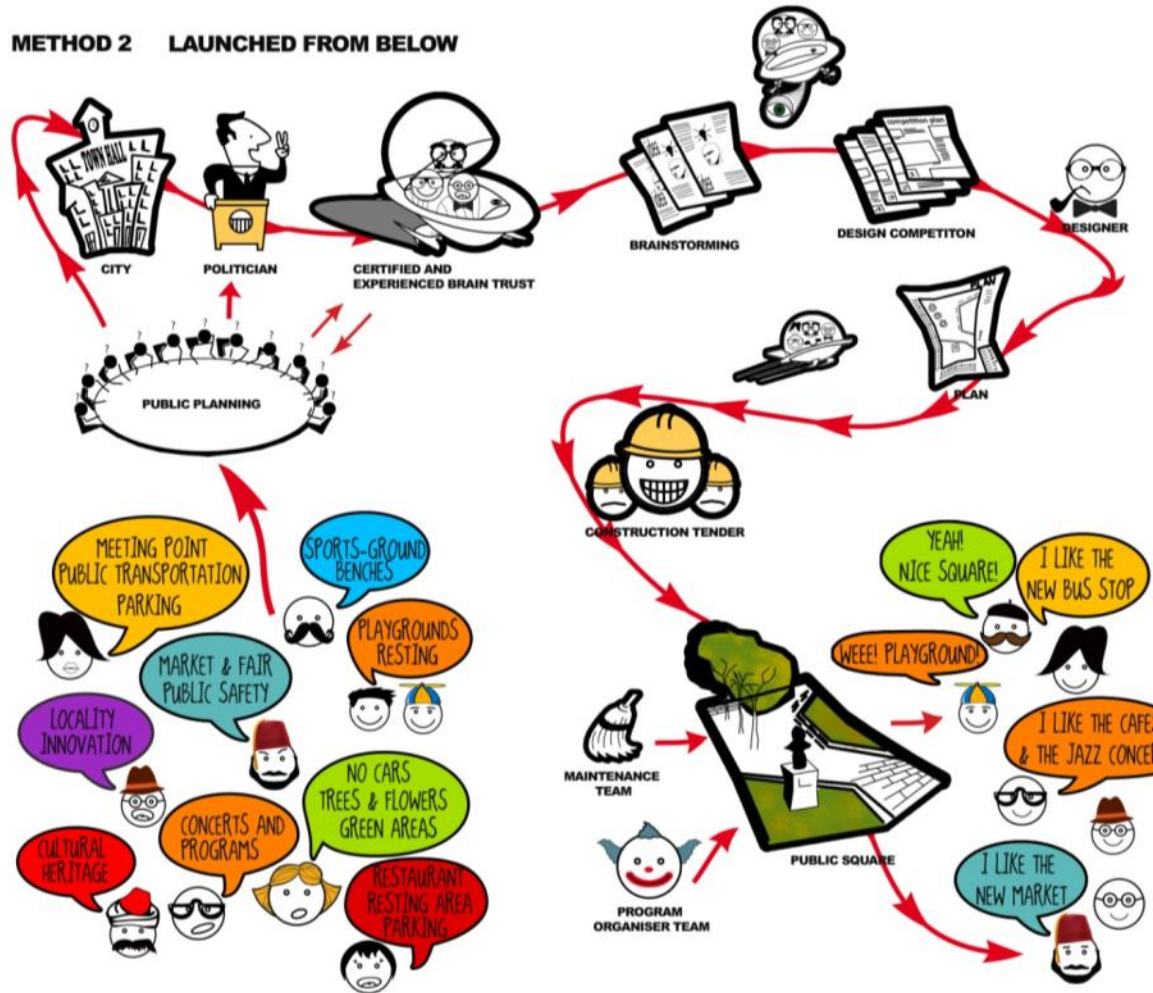 METHOD 2 LAUNCHED FROM BELOW
TOWN HALL
CITY
POLITICIAN
CERTIFIED AND
EXPERIENCED BRAIN TRUST
BRAINSTORMING
competition plan
DESIGN COMPETITON
DESIGNER
PLAN
PLAN
PUBLIC PLANNING
CONSTRUCTION TENDER
MEETING POINT
PUBLIC TRANSPORTATION
PARKING
SPORTS-GROUND
BENCHES
PLAYGROUNDS
RESTING
MARKET & FAIR
PUBLIC SAFETY
LOCALITY
INNOVATION
NO CARS
TREES & FLOWERS
GREEN AREAS
CONCERTS AND
PROGRAMS
CULTURAL
HERITAGE
RESTAURANT
RESTING AREA
PARKING
MAINTENANCE
TEAM
PROGRAM
ORGANISER TEAM
PUBLIC SQUARE
YEAH!
NICE SQUARE!
I LIKE THE
NEW BUS STOP
WEEE! PLAYGROUND!
I LIKE THE CAFE
& THE JAZZ CONCE
I LIKE THE
NEW MARKET